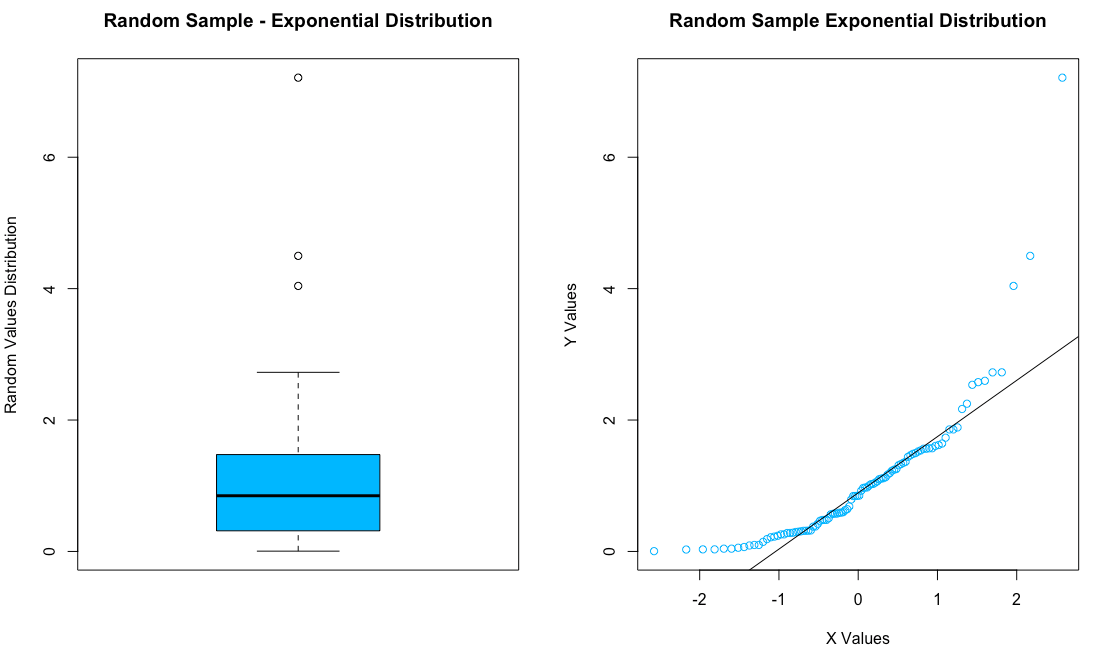 Random Sample - Exponential Distribution
Random Values Distribution
6
4
2
0
Random Sample Exponential Distribution
Y Values
6
4
2
0
-2 -1 0 1 2
X Values